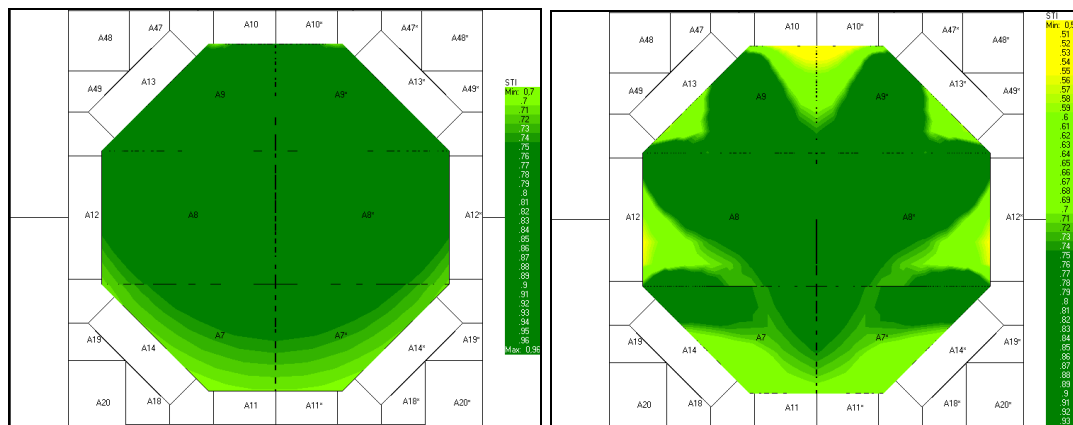 A48
A47
A10
A10*
A47*
A48*
A49
A13
A13*
A49*
A9
A9*
A12
A8
A8*
A12*
A7
A7*
A19
A14
A14*
A19*
A20
A18
A11
A11*
A18*
A20*
STI
Min: 0,7
.7
.71
.72
.73
.74
.75
.76
.77
.78
.79
.8
.81
.82
.83
.84
.85
.86
.87
.88
.89
.9
.91
.92
.93
.94
.95
.96
Max: 0,96
A48
A47
A10
A10*
A47*
A48*
A49
A13
A13*
A49*
A9
A9*
A12
A8
A8*
A12*
A7
A7*
A19
A14
A14*
A19*
A20
A18
A11
A11*
A18*
A20*
STI
Min: 0,5
.51
.52
.53
.54
.55
.56
.57
.58
.59
.6
.61
.62
.63
.64
.65
.66
.67
.68
.69
.7
.71
.72
.73
.74
.75
.76
.77
.78
.79
.8
.81
.82
.83
.84
.85
.86
.87
.88
.89
.9
.91
.92
.93